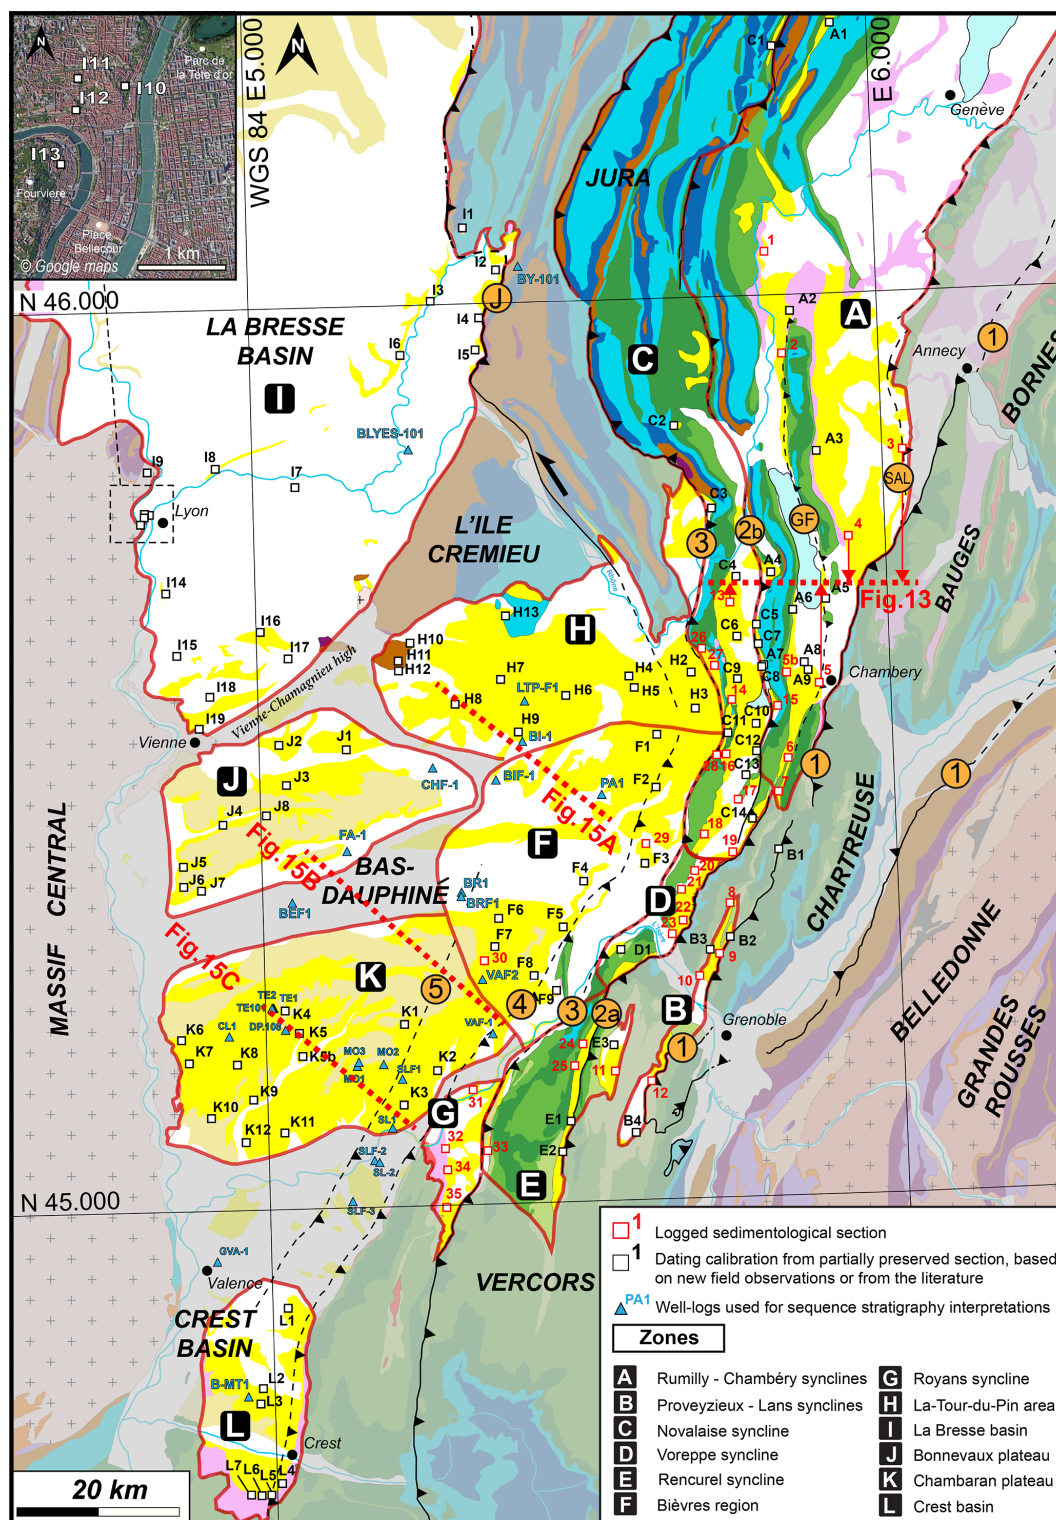 N
I11
I10
I12
I13
Parc de
la Tête d'or
Fourvière
Place
Bellecour
1 km
© Google maps
WGS 84 E5.000
N
E 6.000
C1
A1
Genève
JURA
I1
I2
BY-101
1
N 46.000
I3
J
A2
A
LA BRESSE
BASIN
I4
I6
I5
C
2
1
Annecy
BORNES
I
C2
BLYES-101
A3
3
I9
I8
I7
SAL
Lyon
C3
GF
4
L'ILE
CREMIEU
3
2b
BAUGES
Rhône
C4
A4
Fig.13
I14
13
A6
A5
H13
H
C5
I16
C6
C7
26
I15
I17
H10
H11
H12
27
A7
5b
A8
Vienne-Chamagnieu high
H7
H4
H2
C9
C8
A9
5
Chambery
LTP-F1
H6
H5
I18
H8
H3
14
15
I19
H9
C10
Vienne
J2
J1
BI-1
F1
C11
C12
6
J
28
16
1
1
CHF-1
BIF-1
F2
C13
7
J3
PA1
17
J4
J8
Fig.15A
C14
FA-1
F
18
29
19
B1
CHARTREUSE
MASSIF CENTRAL
Fig.15B
BAS-
DAUPHINE
F3
J5
J6
J7
F4
20
21
BR1
BRF1
D
8
BEF1
F6
F5
22
23
Isère
F7
D1
B3
B2
Fig.15C
30
9
K
F8
VAF2
10
BELLEDONNE
5
F9
4
3
2a
B
TE2
TE1
TE101
K4
K1
VAF-1
Grenoble
K6
CL1
DP.108
K5
24
E3
1
K7
K8
K5b
MO3
MO2
K2
25
11
GRANDES
ROUSSES
MO1
SLF1
12
K9
K3
31
K10
G
K11
SL1
E1
B4
K12
32
33
E2
SLF-2
SL-2
34
E
N 45.000
35
SLF-3
GVA-1
Valence
VERCORS
CREST
BASIN
L1
L2
B-MT1
L3
L
Crest
L7
L6
L5
L4
20 km
1
Logged sedimentological section
1
Dating calibration from partially preserved section, based
on new field observations or from the literature
PA1
Well-logs used for sequence stratigraphy interpretations
Zones
A Rumilly - Chambéry synclines
B Proveyzieux - Lans synclines
C Novalaise syncline
D Voreppe syncline
E Rencurel syncline
F Bièvres region
G Royans syncline
H La-Tour-du-Pin area
I La Bresse basin
J Bonnevaux plateau
K Chambaran plateau
L Crest basin